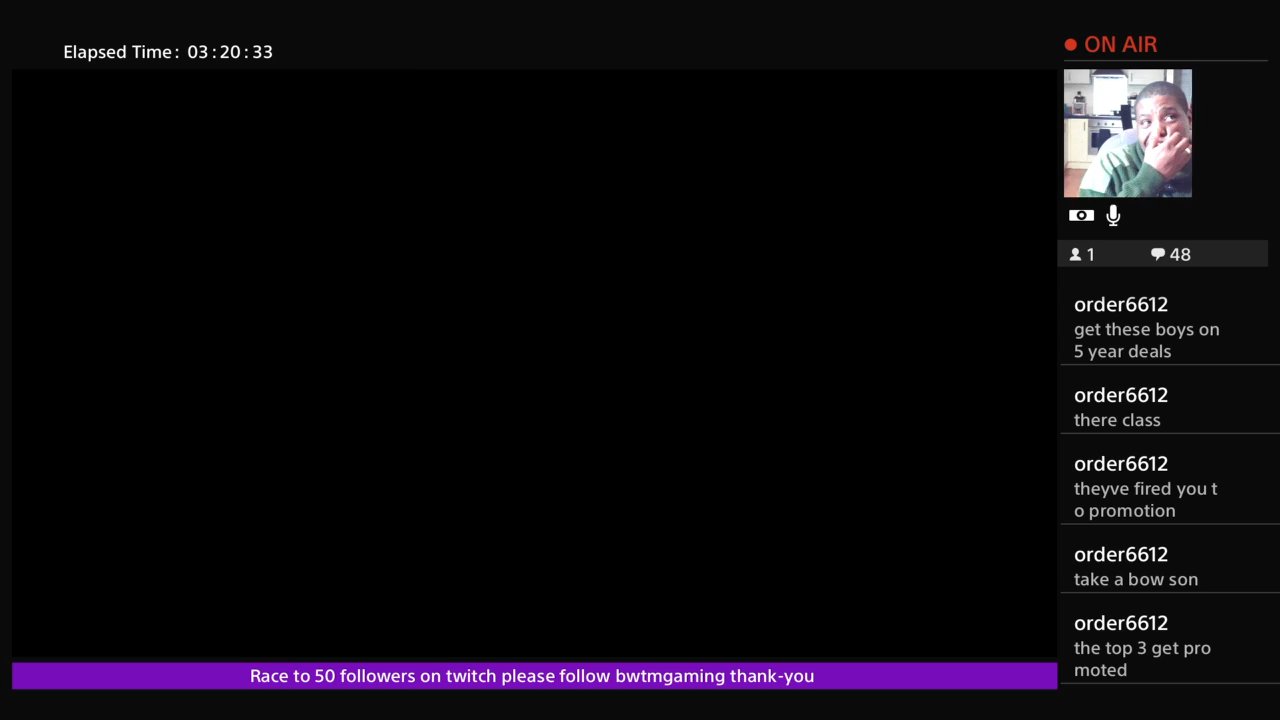 Elapsed Time: 03:20:33
ON AIR
1 48
order6612
get these boys on
5 year deals
order6612
there class
order6612
theyve fired you t
o promotion
order6612
take a bow son
order6612
the top 3 get pro
moted
Race to 50 followers on twitch please follow bwtmgaming thank-you